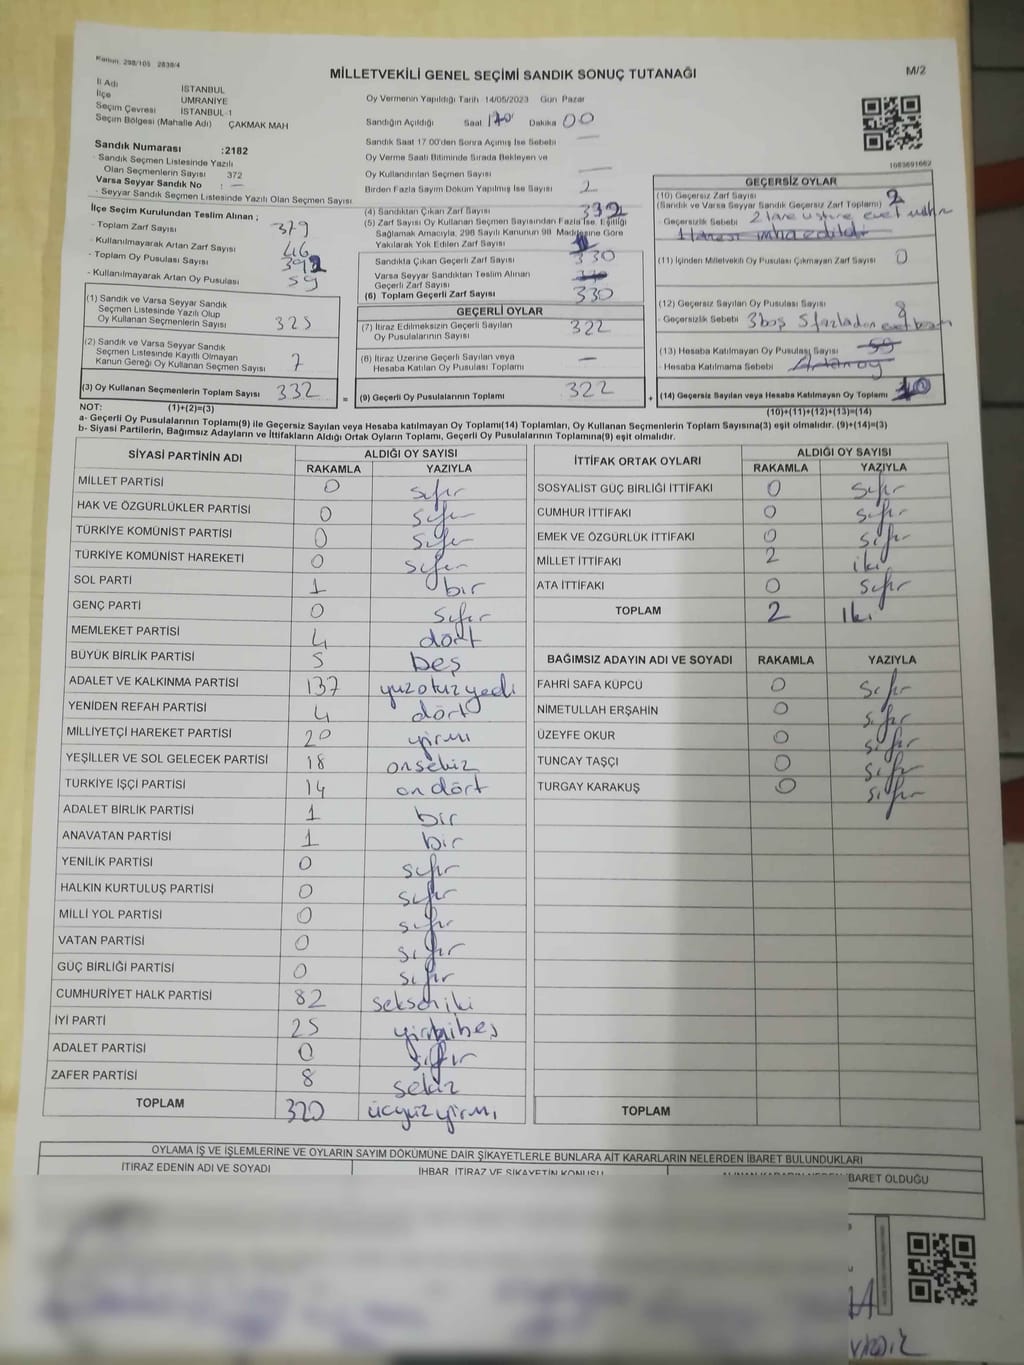 Kanun: 298/105 2839/4
MİLLETVEKİLİ GENEL SEÇİMİ SANDIK SONUÇ TUTANAĞI
M/2
İl Adı İSTANBUL
İlçe ÜMRANİYE
Seçim Çevresi İSTANBUL-1
Seçim Bölgesi (Mahalle Adı) ÇAKMAK MAH
Sandık Numarası :2182
Sandık Seçmen Listesinde Yazılı
Olan Seçmenlerin Sayısı 372
Varsa Seyyar Sandık No : —
- Seyyar Sandık Seçmen Listesinde Yazılı Olan Seçmen Sayısı
Oy Vermenin Yapıldığı Tarih 14/05/2023 Gün Pazar
Sandığın Açıldığı Saat Dakika 00
Sandık Saat 17.00'den Sonra Açılmış İse Sebebi —
Oy Verme Saati Bitiminde Sırada Bekleyen ve
Oy Kullandırılan Seçmen Sayısı —
Birden Fazla Sayım Döküm Yapılmış İse Sayısı 2
1083691662
İlçe Seçim Kurulundan Teslim Alınan ;
- Toplam Zarf Sayısı 379
- Kullanılmayarak Artan Zarf Sayısı 46
- Toplam Oy Pusulası Sayısı
- Kullanılmayarak Artan Oy Pusulası 59
(1) Sandık ve Varsa Seyyar Sandık
Seçmen Listesinde Yazılı Olup
Oy Kullanan Seçmenlerin Sayısı 325
(2) Sandık ve Varsa Seyyar Sandık
Seçmen Listesinde Kayıtlı Olmayan
Kanun Gereği Oy Kullanan Seçmen Sayısı 7
(3) Oy Kullanan Seçmenlerin Toplam Sayısı 332 =
(4) Sandıktan Çıkan Zarf Sayısı 332
(5) Zarf Sayısı Oy Kullanan Seçmen Sayısından Fazla İse, Eşitliği
Sağlamak Amacıyla, 298 Sayılı Kanunun 98. Maddesine Göre
Yakılarak Yok Edilen Zarf Sayısı
Sandıkta Çıkan Geçerli Zarf Sayısı 330
Varsa Seyyar Sandıktan Teslim Alınan
Geçerli Zarf Sayısı
(6) Toplam Geçerli Zarf Sayısı 330
GEÇERLİ OYLAR
(7) İtiraz Edilmeksizin Geçerli Sayılan
Oy Pusulalarının Sayısı 322
(8) İtiraz Üzerine Geçerli Sayılan veya
Hesaba Katılan Oy Pusulası Toplamı —
(9) Geçerli Oy Pusulalarının Toplamı 322 +
GEÇERSİZ OYLAR
(10) Geçersiz Zarf Sayısı 2
(Sandık ve Varsa Seyyar Sandık Geçersiz Zarf Toplamı)
- Geçersizlik Sebebi 2
imha edildi
(11) İçinden Milletvekili Oy Pusulası Çıkmayan Zarf Sayısı 0
(12) Geçersiz Sayılan Oy Pusulası Sayısı 8
- Geçersizlik Sebebi 3 boş 5 fazladan
(13) Hesaba Katılmayan Oy Pusulası Sayısı 59
- Hesaba Katılmama Sebebi Artan oy
(14) Geçersiz Sayılan veya Hesaba Katılmayan Oy Toplamı 10
NOT: (1)+(2)=(3)
(10)+(11)+(12)+(13)=(14)
a- Geçerli Oy Pusulalarının Toplamı(9) ile Geçersiz Sayılan veya Hesaba katılmayan Oy Toplamı(14) Toplamları, Oy Kullanan Seçmenlerin Toplam Sayısına(3) eşit olmalıdır. (9)+(14)=(3)
b- Siyasi Partilerin, Bağımsız Adayların ve İttifakların Aldığı Ortak Oyların Toplamı, Geçerli Oy Pusulalarının Toplamına(9) eşit olmalıdır.
SİYASİ PARTİNİN ADI ALDIĞI OY SAYISI
RAKAMLA YAZIYLA
MİLLET PARTİSİ 0 sıfır
HAK VE ÖZGÜRLÜKLER PARTİSİ 0 sıfır
TÜRKİYE KOMÜNİST PARTİSİ 0 sıfır
TÜRKİYE KOMÜNİST HAREKETİ 0 sıfır
SOL PARTİ 1 bir
GENÇ PARTİ 0 sıfır
MEMLEKET PARTİSİ 4 dört
BÜYÜK BİRLİK PARTİSİ 5 beş
ADALET VE KALKINMA PARTİSİ 137 yüzotuzyedi
YENİDEN REFAH PARTİSİ 4 dört
MİLLİYETÇİ HAREKET PARTİSİ 20 yirmi
YEŞİLLER VE SOL GELECEK PARTİSİ 18 onsekiz
TÜRKİYE İŞÇİ PARTİSİ 14 on dört
ADALET BİRLİK PARTİSİ 1 bir
ANAVATAN PARTİSİ 1 bir
YENİLİK PARTİSİ 0 sıfır
HALKIN KURTULUŞ PARTİSİ 0 sıfır
MİLLİ YOL PARTİSİ 0 sıfır
VATAN PARTİSİ 0 sıfır
GÜÇ BİRLİĞİ PARTİSİ 0 sıfır
CUMHURİYET HALK PARTİSİ 82 seksen iki
İYİ PARTİ 25 yirmibeş
ADALET PARTİSİ 0 sıfır
ZAFER PARTİSİ 8 sekiz
TOPLAM 320 üçyüzyirmi
İTTİFAK ORTAK OYLARI ALDIĞI OY SAYISI
RAKAMLA YAZIYLA
SOSYALİST GÜÇ BİRLİĞİ İTTİFAKI 0 sıfır
CUMHUR İTTİFAKI 0 sıfır
EMEK VE ÖZGÜRLÜK İTTİFAKI 0 sıfır
MİLLET İTTİFAKI 2 iki
ATA İTTİFAKI 0 sıfır
TOPLAM 2 iki
BAĞIMSIZ ADAYIN ADI VE SOYADI RAKAMLA YAZIYLA
FAHRİ SAFA KÜPCÜ 0 sıfır
NİMETULLAH ERŞAHİN 0 sıfır
ÜZEYFE OKUR 0 sıfır
TUNCAY TAŞÇI 0 sıfır
TURGAY KARAKUŞ 0 sıfır
TOPLAM
OYLAMA İŞ VE İŞLEMLERİNE VE OYLARIN SAYIM DÖKÜMÜNE DAİR ŞİKAYETLERLE BUNLARA AİT KARARLARIN NELERDEN İBARET BULUNDUKLARI
İTİRAZ EDENİN ADI VE SOYADI İHBAR, İTİRAZ VE ŞİKAYETİN KONUSU
İBARET OLDUĞU